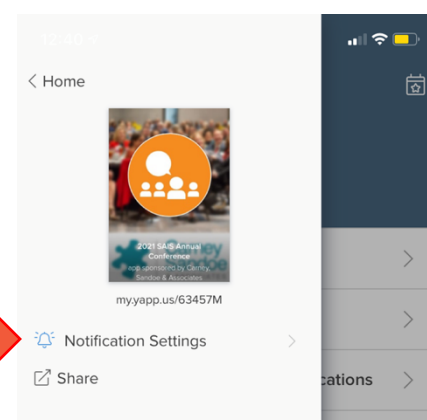 Home
2021 SAIS Annual
Conference
app sponsored by Carney,
Sandoe & Associates
my.yapp.us/63457M
Notification Settings
Share
cations